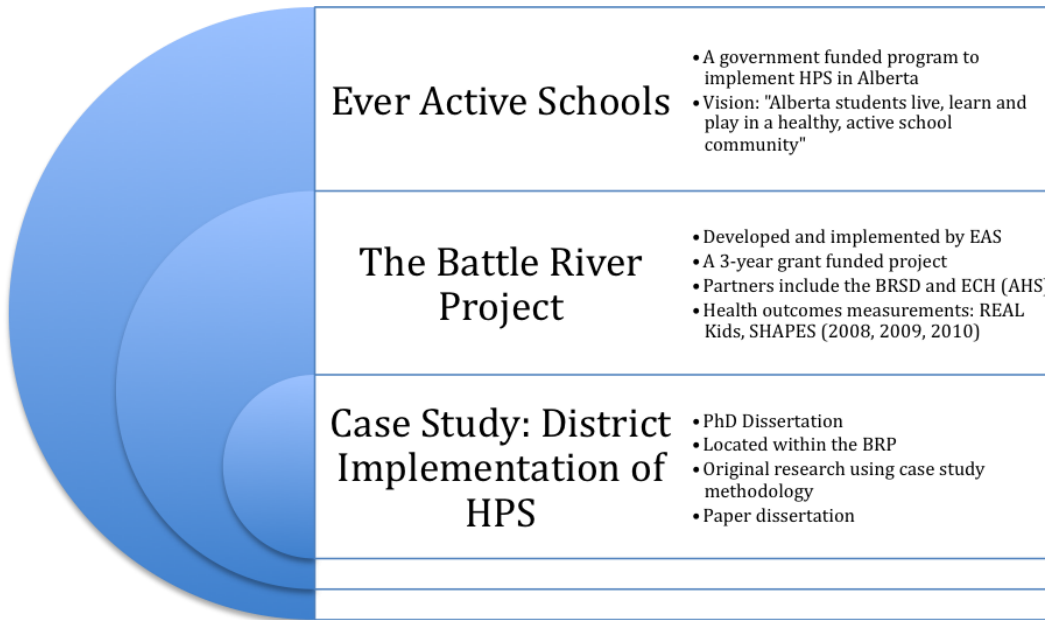 Ever Active Schools
• A government funded program to
implement HPS in Alberta
• Vision: "Alberta students live, learn and
play in a healthy, active school
community"
The Battle River
Project
• Developed and implemented by EAS
• A 3-year grant funded project
• Partners include the BRSD and ECH (AHS)
• Health outcomes measurements: REAL
Kids, SHAPES (2008, 2009, 2010)
Case Study: District
Implementation of
HPS
• PhD Dissertation
• Located within the BRP
• Original research using case study
methodology
• Paper dissertation